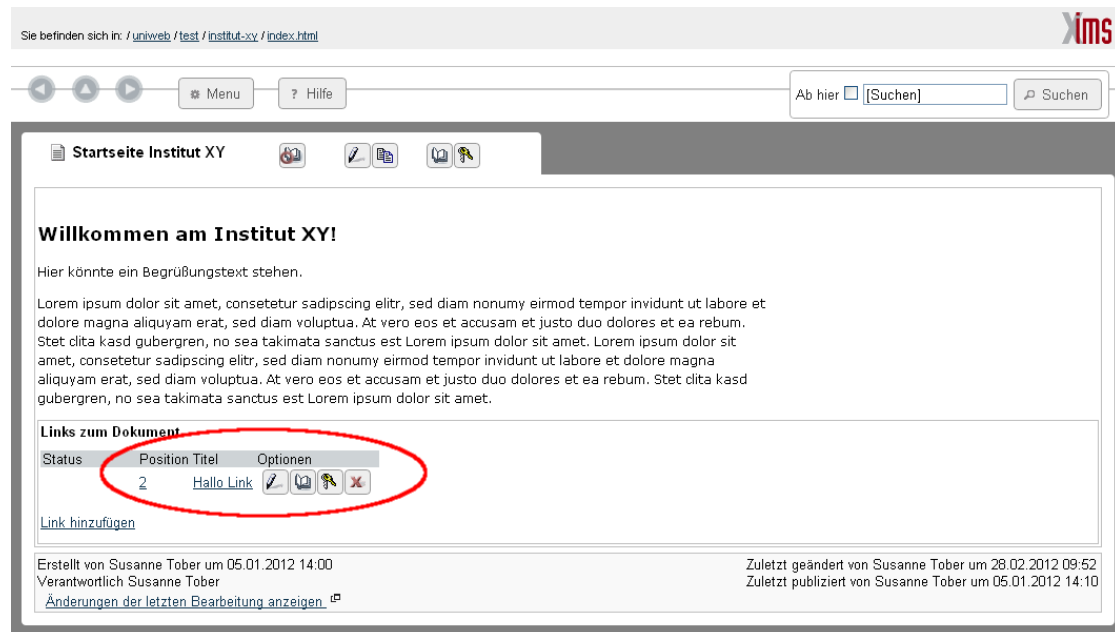 Sie befinden sich in: / uniweb / test / institut-xy / index.html
Xims
Menu
? Hilfe
Ab hier [Suchen] Suchen
Startseite Institut XY
Willkommen am Institut XY!
Hier könnte ein Begrüßungstext stehen.
Lorem ipsum dolor sit amet, consetetur sadipscing elitr, sed diam nonumy eirmod tempor invidunt ut labore et
dolore magna aliquyam erat, sed diam voluptua. At vero eos et accusam et justo duo dolores et ea rebum.
Stet clita kasd gubergren, no sea takimata sanctus est Lorem ipsum dolor sit amet. Lorem ipsum dolor sit
amet, consetetur sadipscing elitr, sed diam nonumy eirmod tempor invidunt ut labore et dolore magna
aliquyam erat, sed diam voluptua. At vero eos et accusam et justo duo dolores et ea rebum. Stet clita kasd
gubergren, no sea takimata sanctus est Lorem ipsum dolor sit amet.
Links zum Dokument
Status Position Titel Optionen
2 Hallo Link
Link hinzufügen
Erstellt von Susanne Tober um 05.01.2012 14:00
Zuletzt geändert von Susanne Tober um 28.02.2012 09:52
Verantwortlich Susanne Tober
Zuletzt publiziert von Susanne Tober um 05.01.2012 14:10
Änderungen der letzten Bearbeitung anzeigen